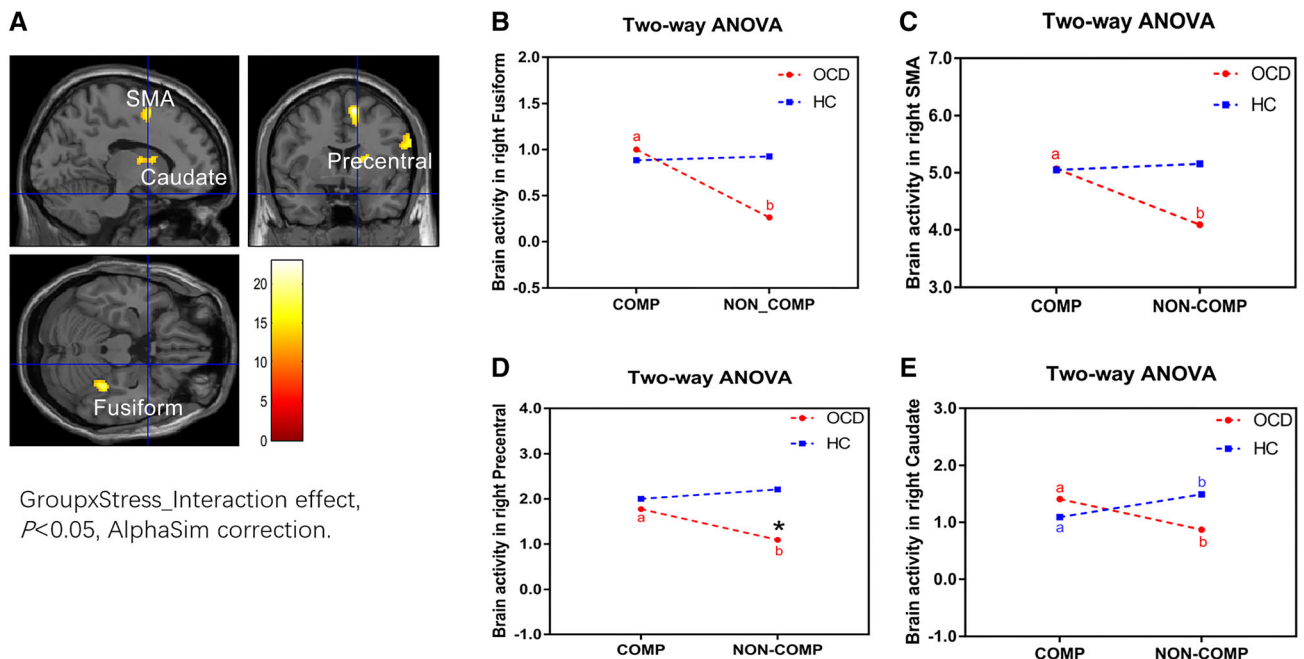 A
SMA
Caudate
Precentral
Fusiform
20
15
10
5
0
GroupxStress_Interaction effect,
P<0.05, AlphaSim correction.
B
Two-way ANOVA
Brain activity in right Fusiform
2.0
1.5
1.0
0.5
0.0
-0.5
OCD
HC
a
b
COMP
NON_COMP
C
Two-way ANOVA
Brain activity in right SMA
7.0
6.0
5.0
4.0
3.0
OCD
HC
a
b
COMP
NON-COMP
D
Two-way ANOVA
Brain activity in right Precentral
4.0
3.0
2.0
1.0
0.0
-1.0
OCD
HC
a
*
b
COMP
NON-COMP
E
Two-way ANOVA
Brain activity in right Caudate
3.0
2.0
1.0
0.0
-1.0
OCD
HC
a
a
b
b
COMP
NON-COMP